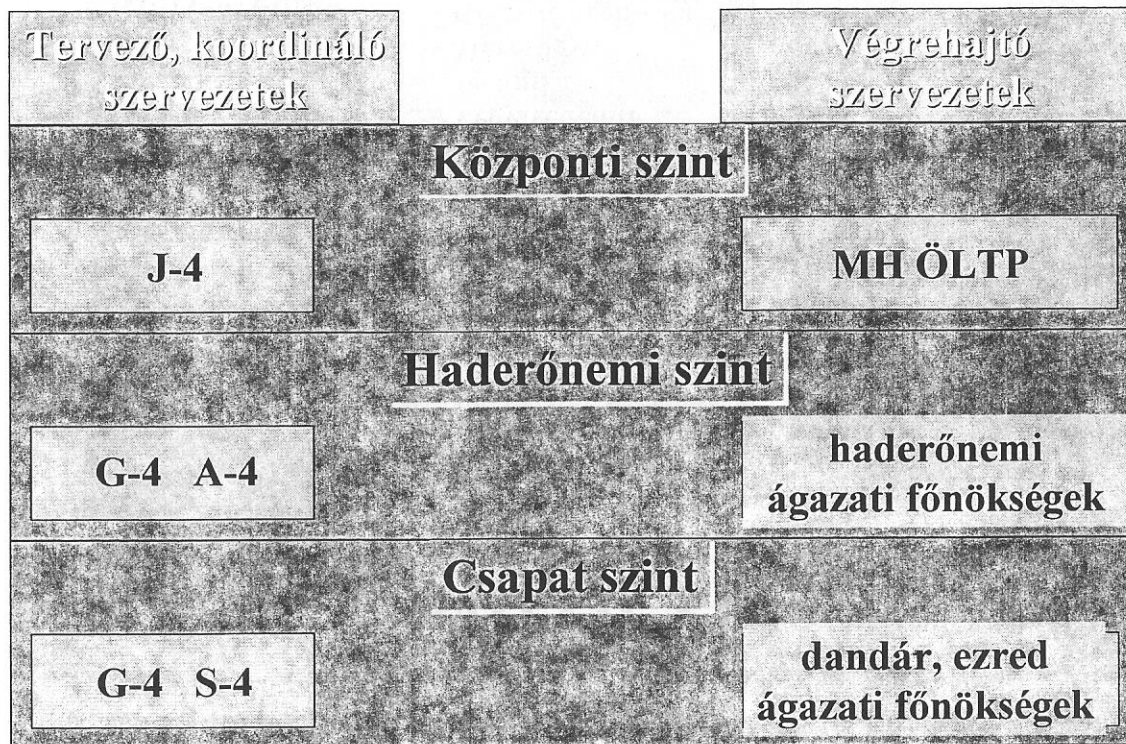 Tervező, koordináló
szervezetek
Végrehajtó
szervezetek
Központi szint
J-4
MH ÖLTP
Haderőnemi szint
G-4 A-4
haderőnemi
ágazati főnökségek
Csapat szint
G-4 S-4
dandár, ezred
ágazati főnökségek